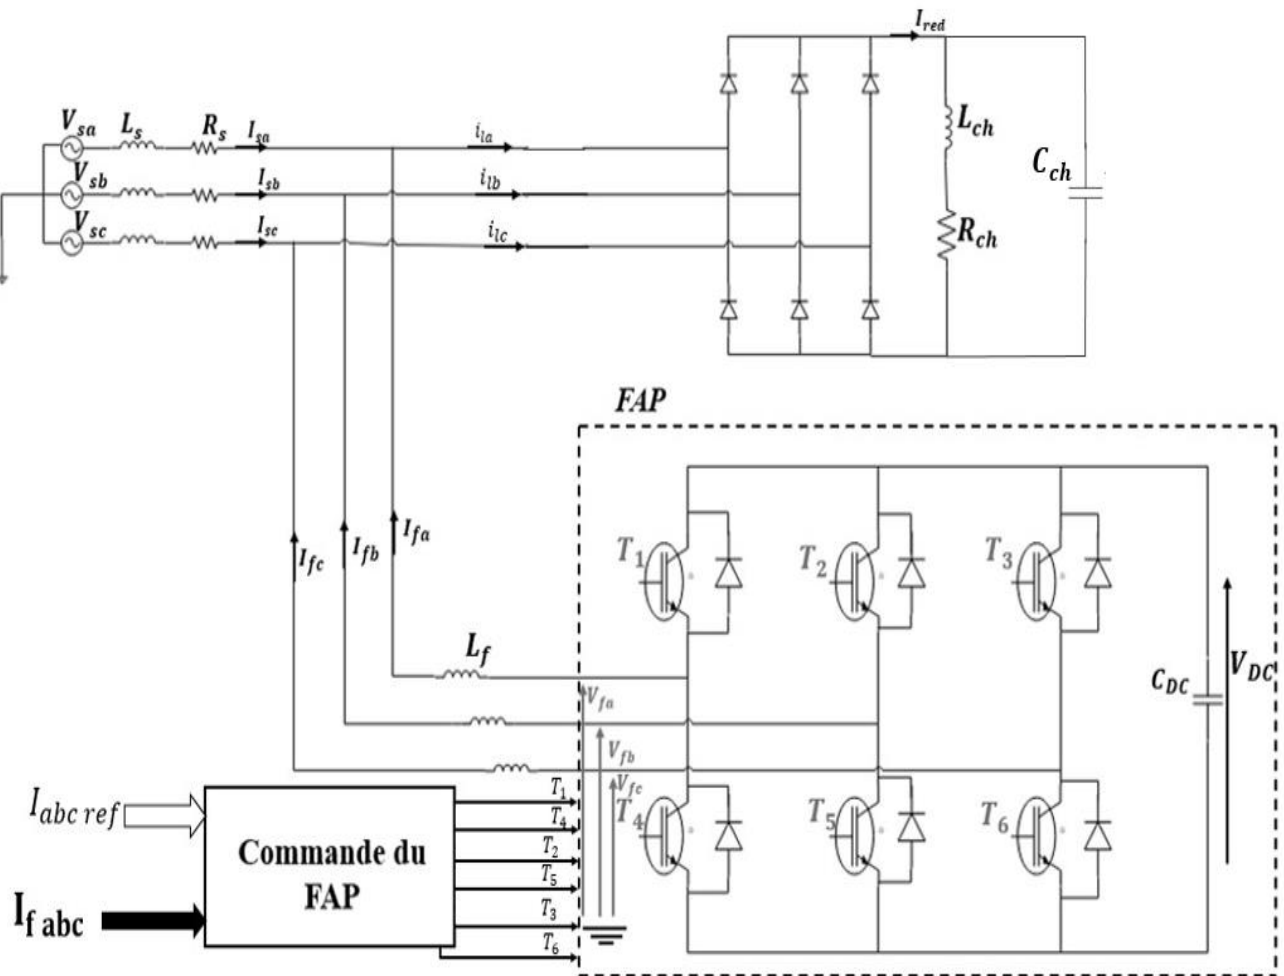 I_red
V_sa L_s R_s I_sa i_la
V_sb I_sb i_lb
V_sc I_sc i_lc
L_ch
R_ch
C_ch
FAP
I_fc I_fb I_fa
T_1 T_2 T_3
L_f
C_DC V_DC
V_fa
V_fb
V_fc
T_4 T_5 T_6
I_abc ref
I_f abc
Commande du
FAP
T_1
T_4
T_2
T_5
T_3
T_6